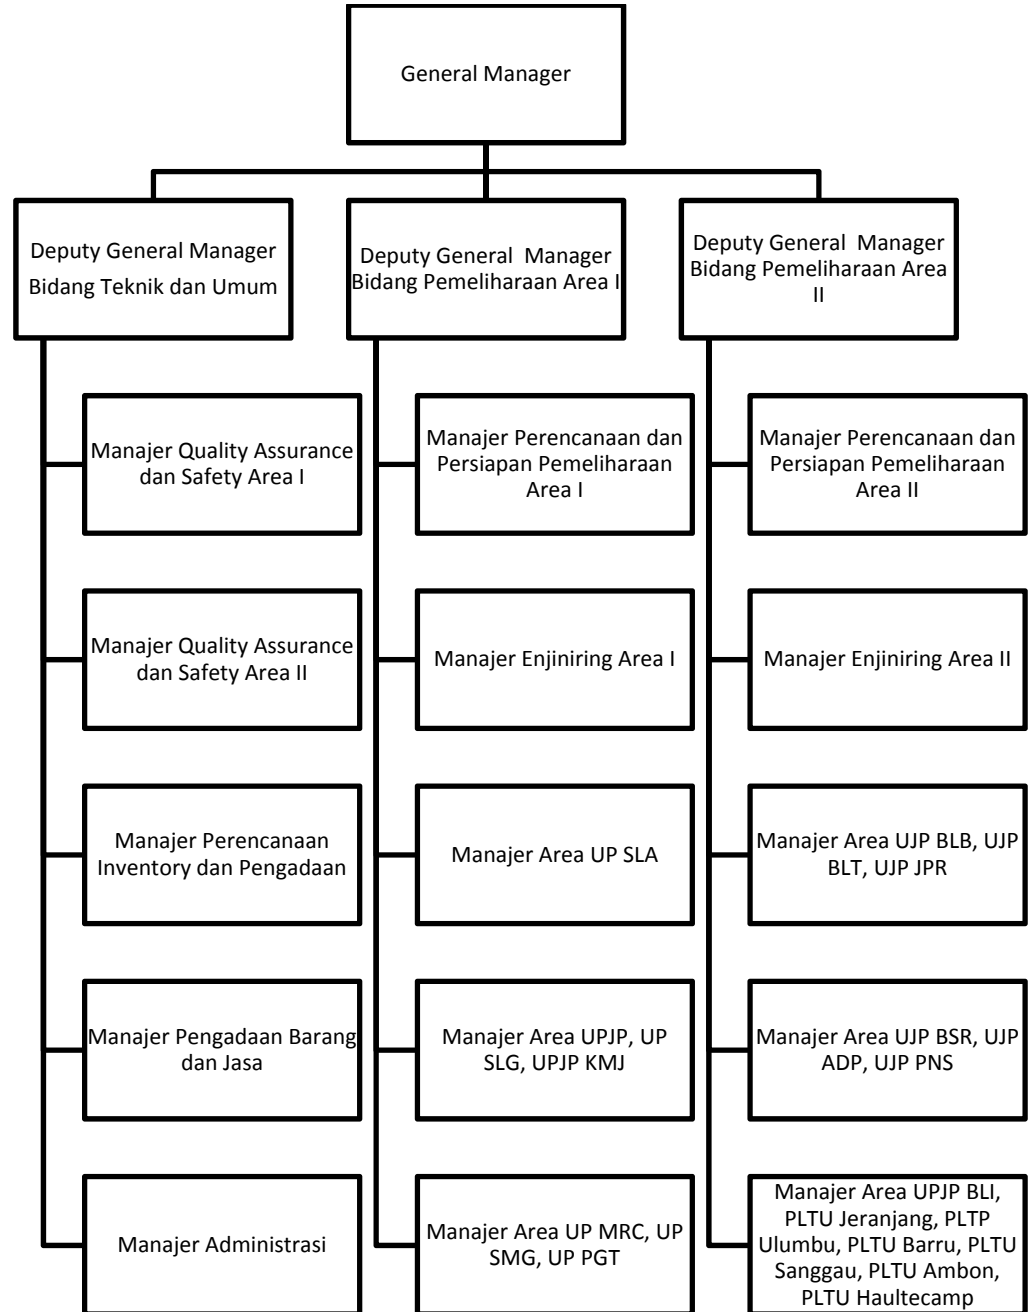 General Manager
Deputy General Manager
Bidang Teknik dan Umum
Deputy General  Manager
Bidang Pemeliharaan Area I
Deputy General  Manager
Bidang Pemeliharaan Area
II
Manajer Quality Assurance
dan Safety Area I
Manajer Quality Assurance
dan Safety Area II
Manajer Perencanaan
Inventory dan Pengadaan
Manajer Pengadaan Barang
dan Jasa
Manajer Administrasi
Manajer Perencanaan dan
Persiapan Pemeliharaan
Area I
Manajer Enjiniring Area I
Manajer Area UP SLA
Manajer Area UPJP, UP
SLG, UPJP KMJ
Manajer Area UP MRC, UP
SMG, UP PGT
Manajer Perencanaan dan
Persiapan Pemeliharaan
Area II
Manajer Enjiniring Area II
Manajer Area UJP BLB, UJP
BLT, UJP JPR
Manajer Area UJP BSR, UJP
ADP, UJP PNS
Manajer Area UPJP BLI,
PLTU Jeranjang, PLTP
Ulumbu, PLTU Barru, PLTU
Sanggau, PLTU Ambon,
PLTU Haultecamp